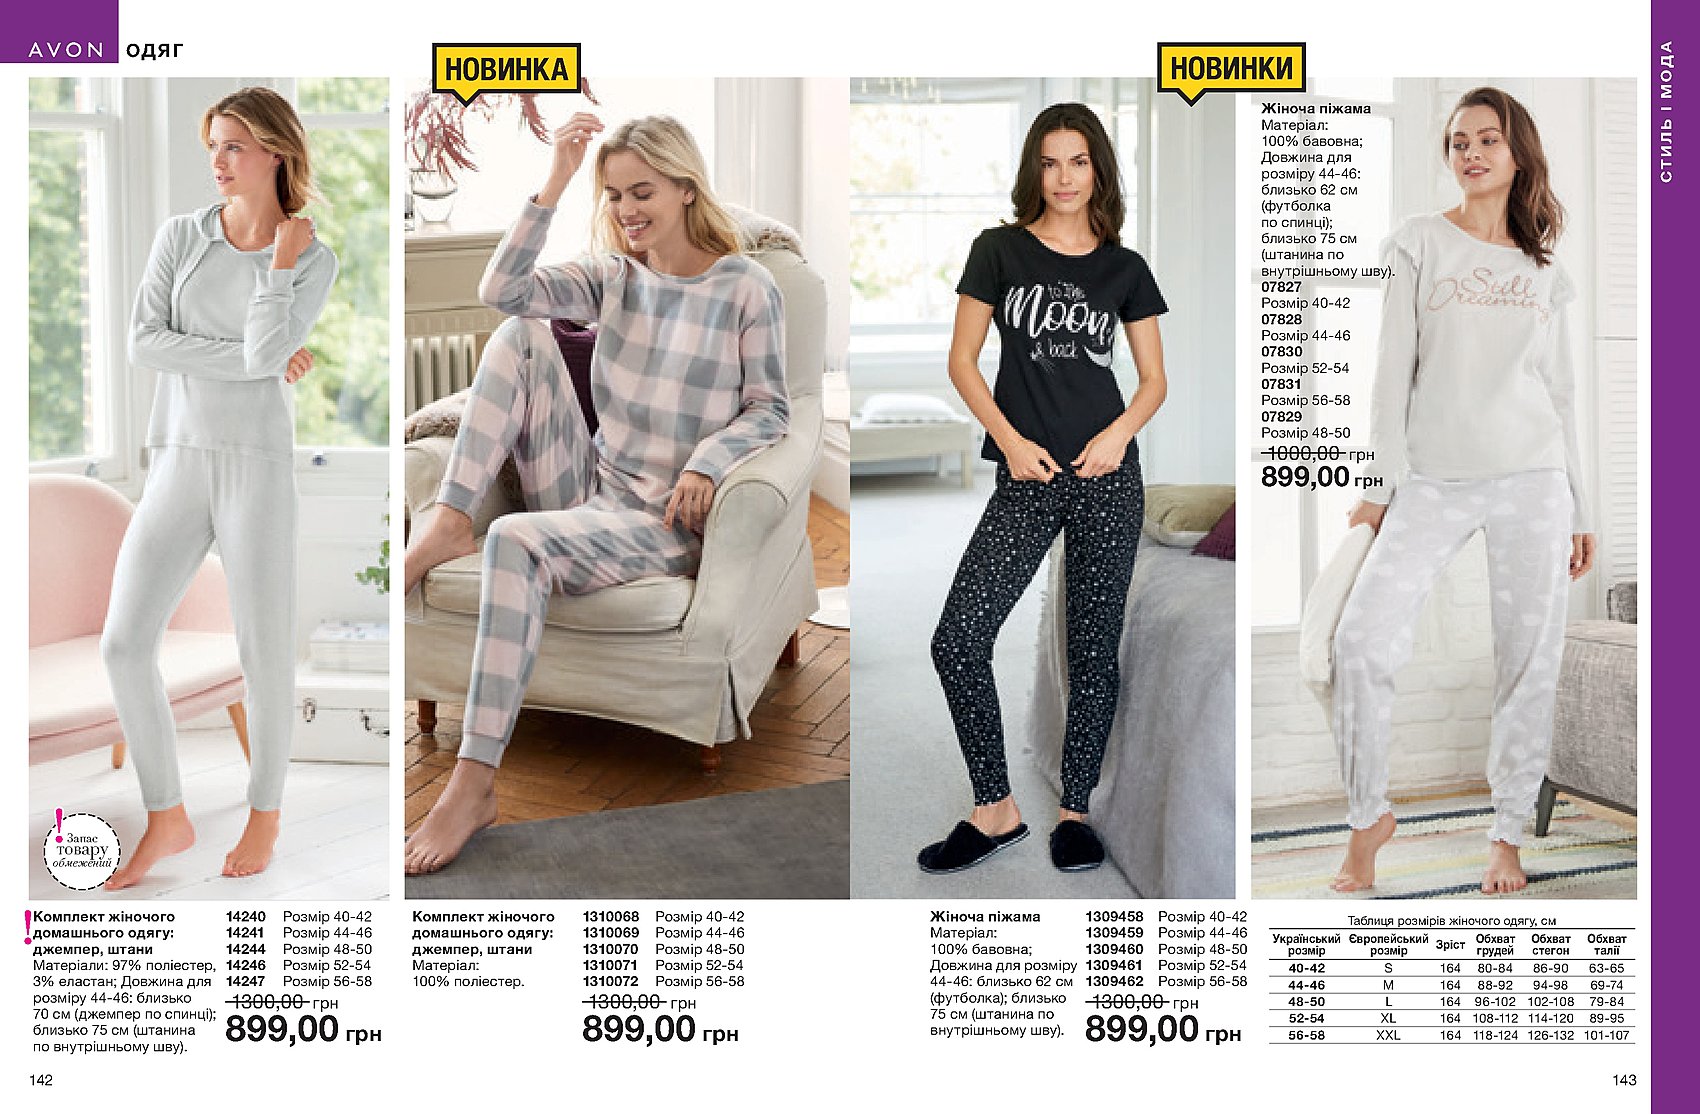 AVON ОДЯГ
НОВИНКА
НОВИНКИ
СТИЛЬ І МОДА
Жіноча піжама
Матеріал:
100% бавовна;
Довжина для
розміру 44-46:
близько 62 см
(футболка
по спинці);
близько 75 см
(штанина по
внутрішньому шву).
07827
Розмір 40-42
07828
Розмір 44-46
07830
Розмір 52-54
07831
Розмір 56-58
07829
Розмір 48-50
1000,00 грн
899,00 грн
to the
Moon
& back
Still
Dreaming
! Запас
товару
обмежений
! Комплект жіночого
домашнього одягу:
джемпер, штани
Матеріали: 97% поліестер,
3% еластан; Довжина для
розміру 44-46: близько
70 см (джемпер по спинці);
близько 75 см (штанина
по внутрішньому шву).
14240 Розмір 40-42
14241 Розмір 44-46
14244 Розмір 48-50
14246 Розмір 52-54
14247 Розмір 56-58
1300,00 грн
899,00 грн
Комплект жіночого
домашнього одягу:
джемпер, штани
Матеріал:
100% поліестер.
1310068 Розмір 40-42
1310069 Розмір 44-46
1310070 Розмір 48-50
1310071 Розмір 52-54
1310072 Розмір 56-58
1300,00 грн
899,00 грн
Жіноча піжама
Матеріал:
100% бавовна;
Довжина для розміру
44-46: близько 62 см
(футболка); близько
75 см (штанина по
внутрішньому шву).
1309458 Розмір 40-42
1309459 Розмір 44-46
1309460 Розмір 48-50
1309461 Розмір 52-54
1309462 Розмір 56-58
1300,00 грн
899,00 грн
Таблиця розмірів жіночого одягу, см
Український розмір Європейський розмір Зріст Обхват грудей Обхват стегон Обхват талії
40-42 S 164 80-84 86-90 63-65
44-46 M 164 88-92 94-98 69-74
48-50 L 164 96-102 102-108 79-84
52-54 XL 164 108-112 114-120 89-95
56-58 XXL 164 118-124 126-132 101-107
142
143